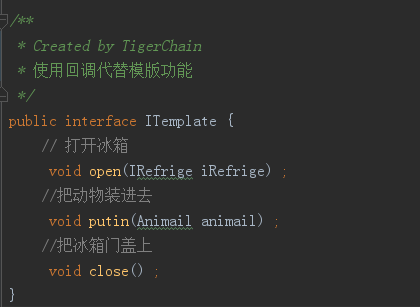 /**
* Created by TigerChain
* 使用回调代替模版功能
*/
public interface ITemplate {
// 打开冰箱
void open(IRefrige iRefrige) ;
//把动物装进去
void putin(Animail animail) ;
//把冰箱门盖上
void close() ;
}